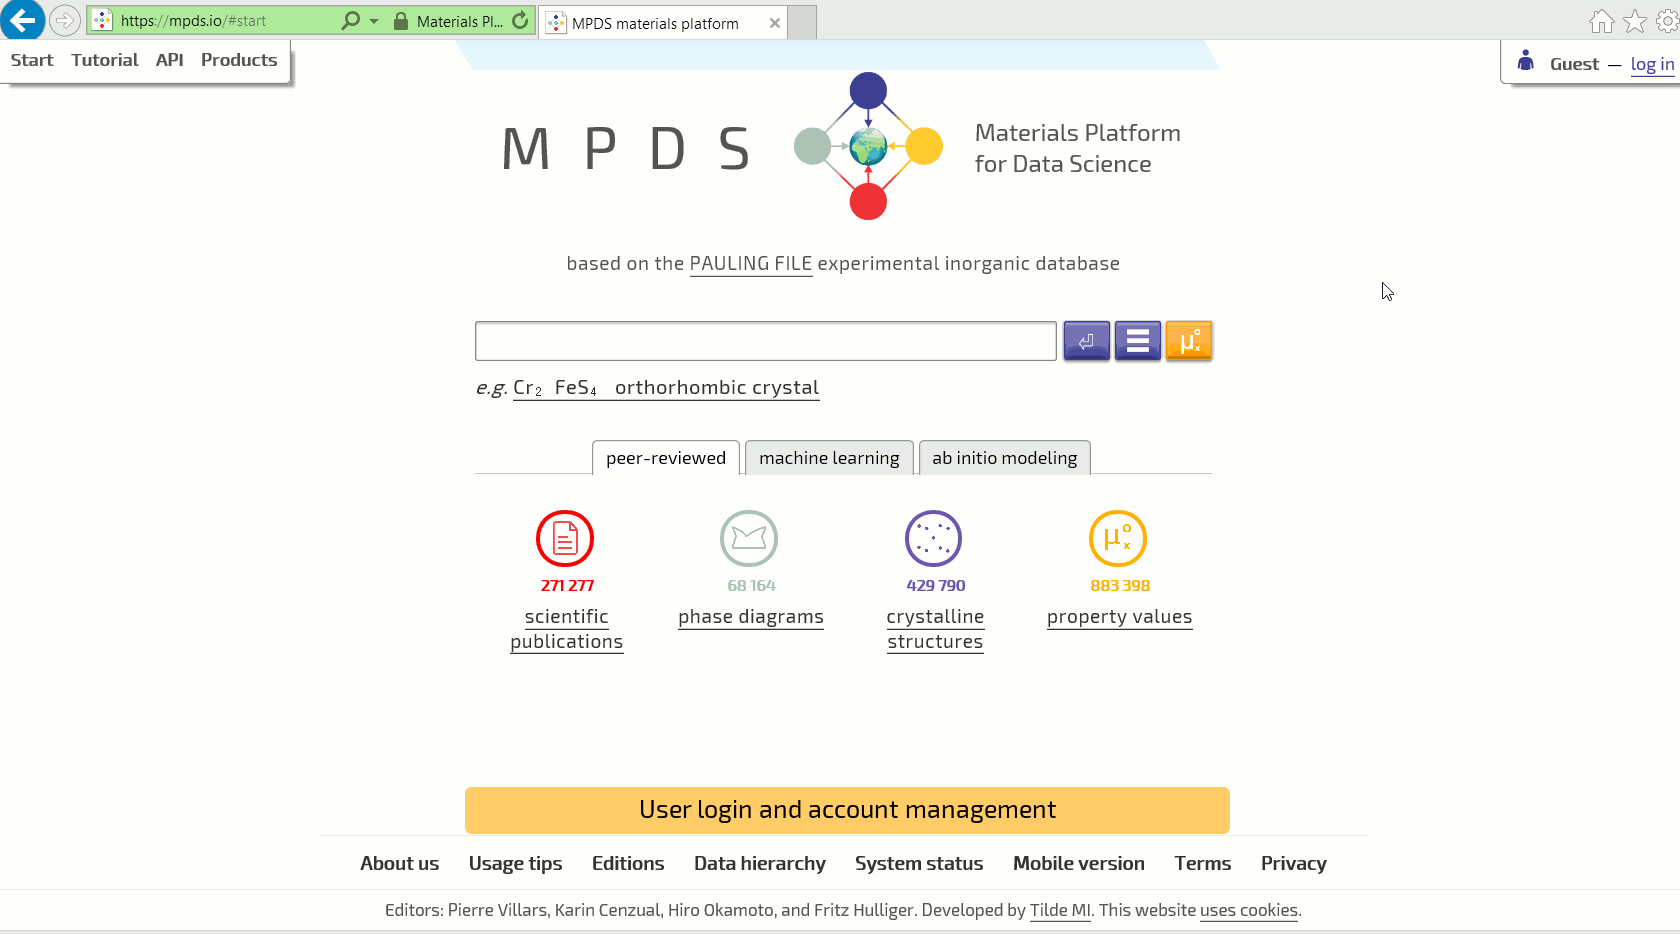 https://mpds.io/#start
Materials Pl...
MPDS materials platform
Start Tutorial API Products
Guest — log in
M P D S
Materials Platform
for Data Science
based on the PAULING FILE experimental inorganic database
μ o x
e.g. Cr₂ FeS₄ orthorhombic crystal
peer-reviewed machine learning ab initio modeling
μ o x
271 277 68 164 429 790 883 398
scientific publications
phase diagrams
crystalline structures
property values
User login and account management
About us Usage tips Editions Data hierarchy System status Mobile version Terms Privacy
Editors: Pierre Villars, Karin Cenzual, Hiro Okamoto, and Fritz Hulliger. Developed by Tilde MI. This website uses cookies.